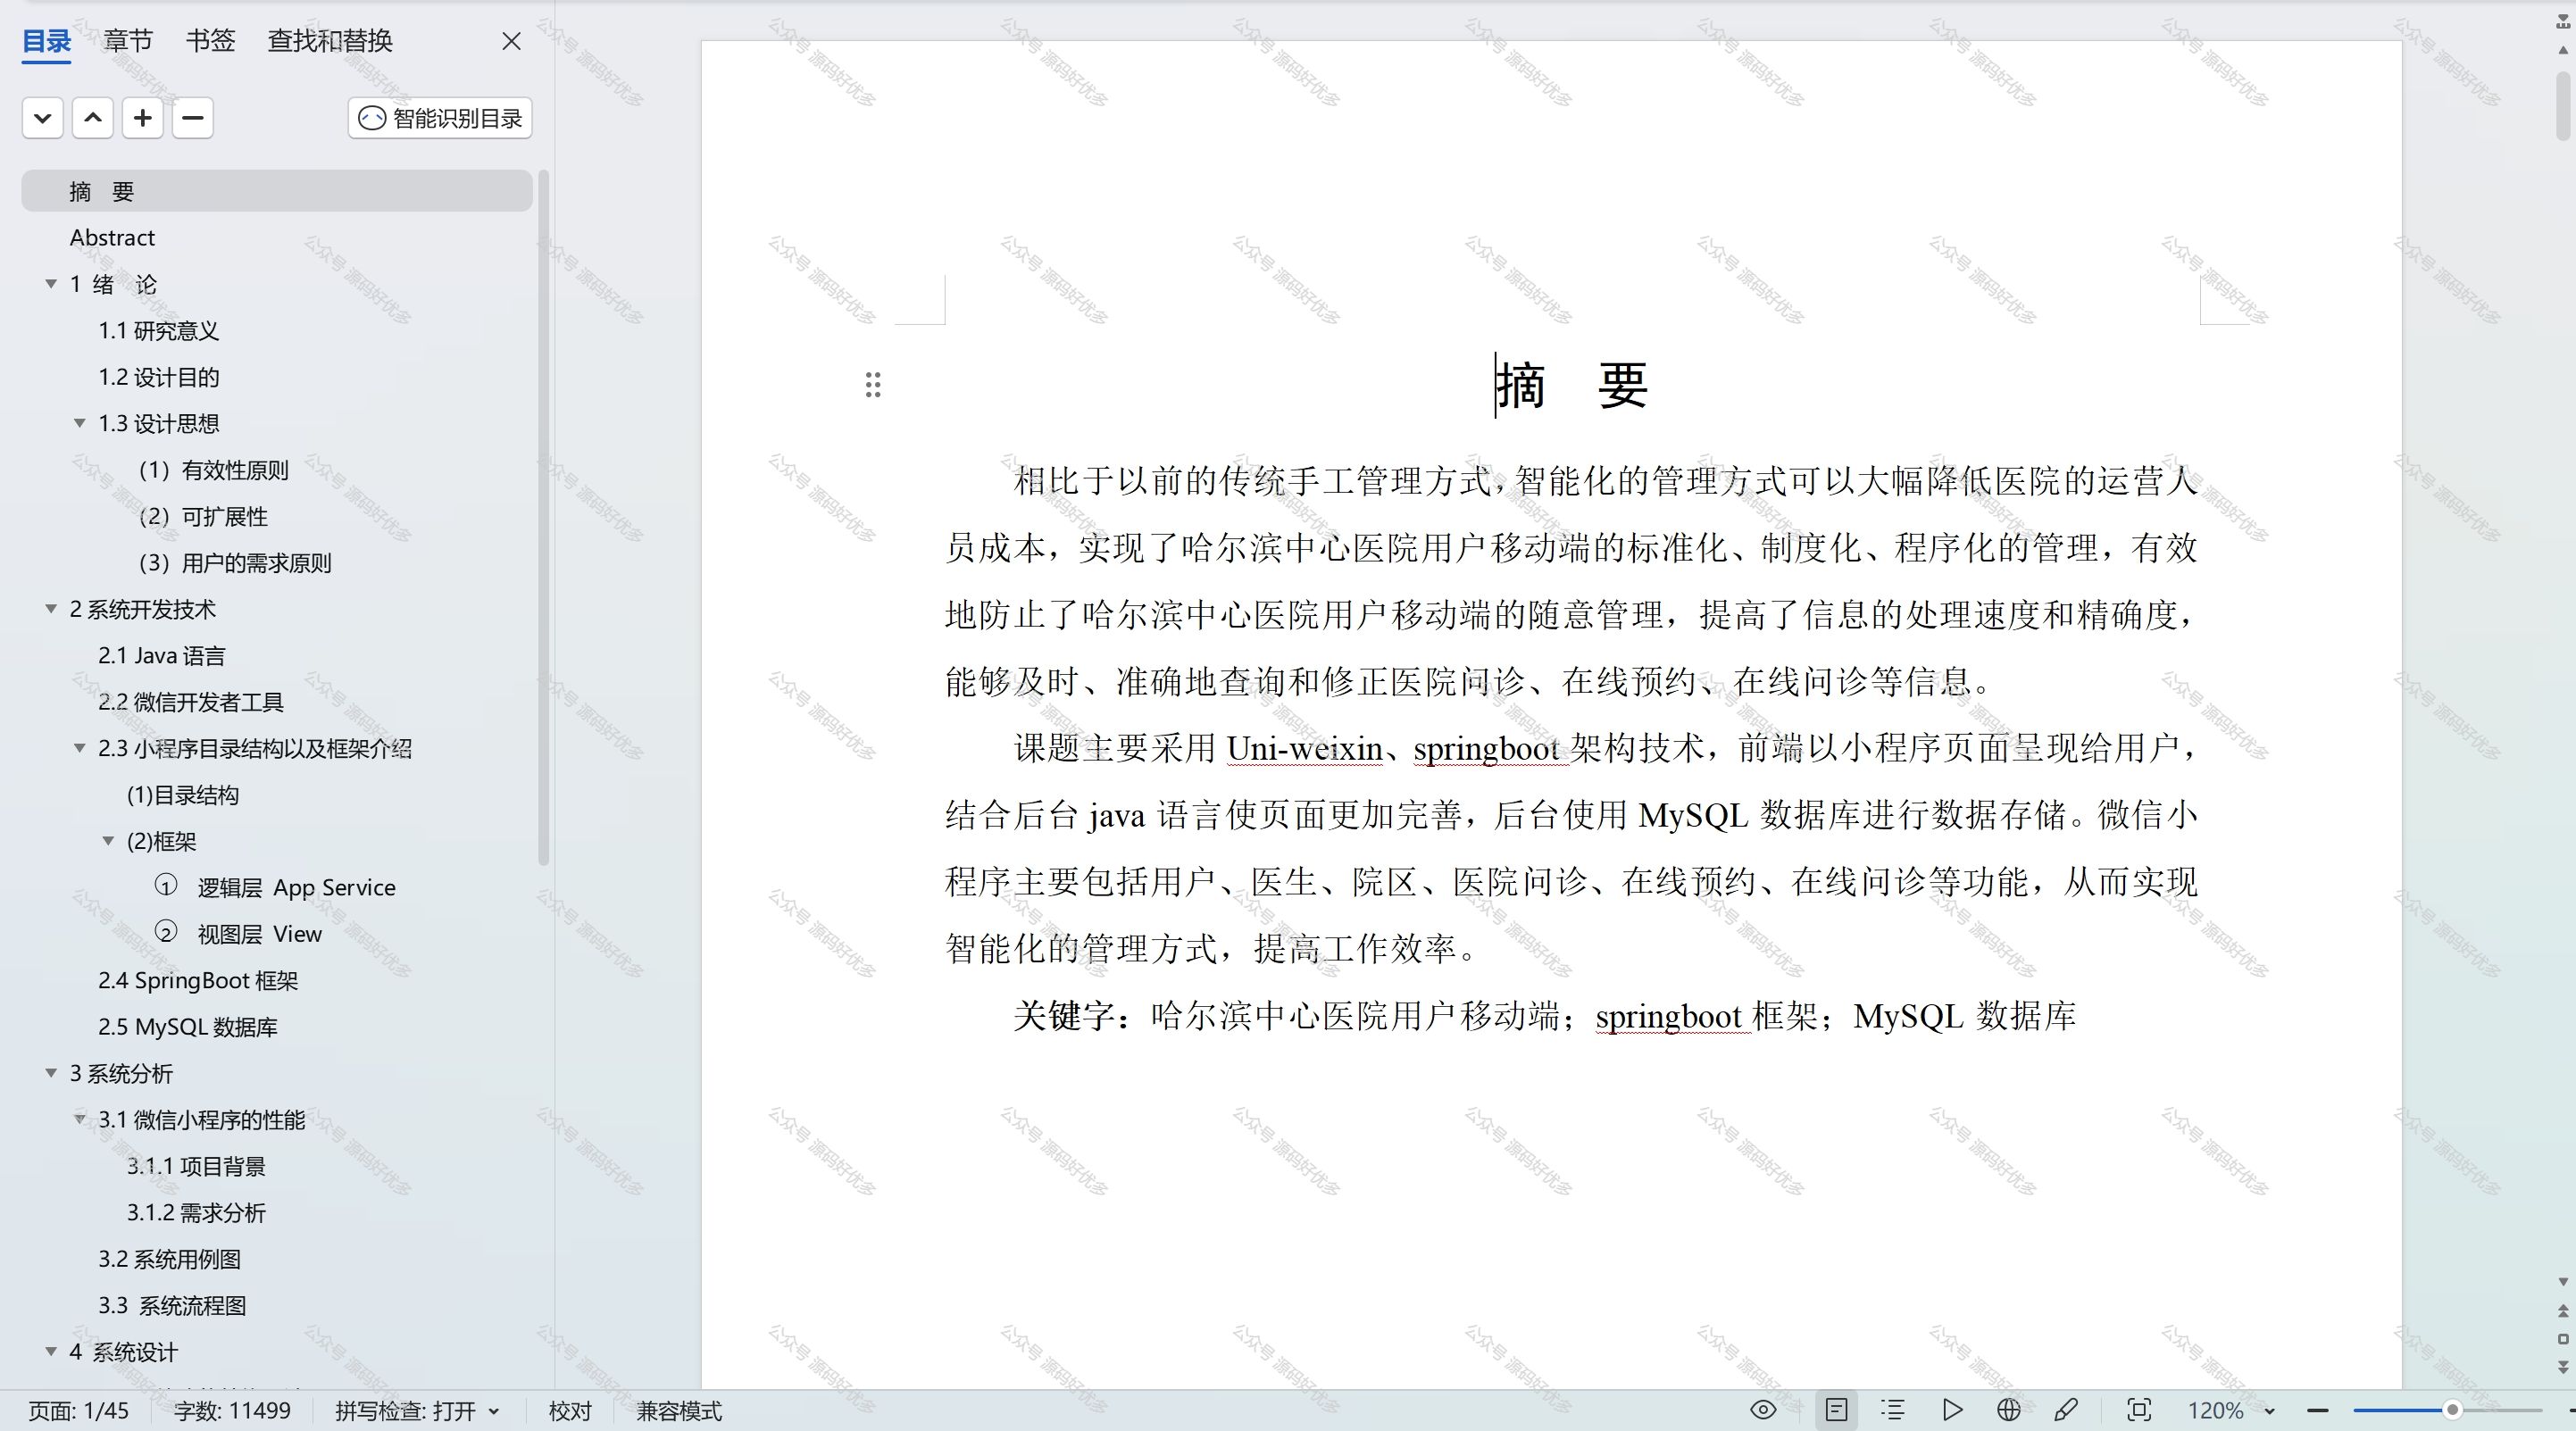 目录 章节 书签 查找和替换
智能识别目录
摘 要
Abstract
1 绪 论
1.1 研究意义
1.2 设计目的
1.3 设计思想
（1）有效性原则
（2）可扩展性
（3）用户的需求原则
2 系统开发技术
2.1 Java 语言
2.2 微信开发者工具
2.3 小程序目录结构以及框架介绍
(1)目录结构
(2)框架
① 逻辑层 App Service
② 视图层 View
2.4 SpringBoot 框架
2.5 MySQL 数据库
3 系统分析
3.1 微信小程序的性能
3.1.1 项目背景
3.1.2 需求分析
3.2 系统用例图
3.3 系统流程图
4 系统设计
摘 要
相比于以前的传统手工管理方式，智能化的管理方式可以大幅降低医院的运营人
员成本，实现了哈尔滨中心医院用户移动端的标准化、制度化、程序化的管理，有效
地防止了哈尔滨中心医院用户移动端的随意管理，提高了信息的处理速度和精确度，
能够及时、准确地查询和修正医院问诊、在线预约、在线问诊等信息。
课题主要采用 Uni-weixin、springboot 架构技术，前端以小程序页面呈现给用户，
结合后台 java 语言使页面更加完善，后台使用 MySQL 数据库进行数据存储。微信小
程序主要包括用户、医生、院区、医院问诊、在线预约、在线问诊等功能，从而实现
智能化的管理方式，提高工作效率。
关键字：哈尔滨中心医院用户移动端；springboot 框架；MySQL 数据库
页面: 1/45 字数: 11499 拼写检查: 打开 校对 兼容模式 120%
公众号 源码好优多